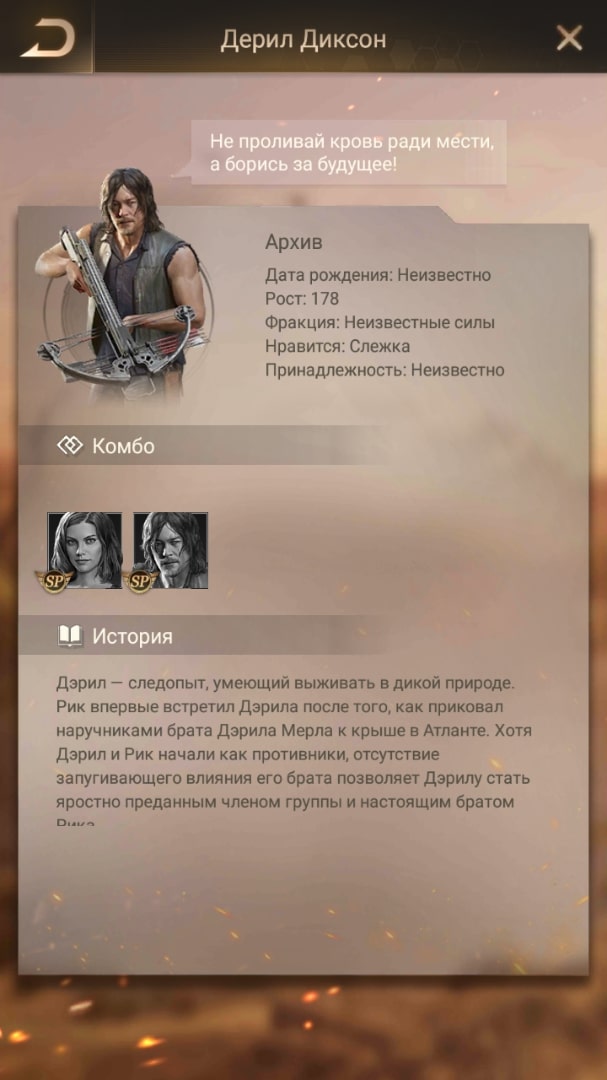 Дерил Диксон
Не проливай кровь ради мести,
а борись за будущее!
Архив
Дата рождения: Неизвестно
Рост: 178
Фракция: Неизвестные силы
Нравится: Слежка
Принадлежность: Неизвестно
Комбо
SP SP
История
Дэрил — следопыт, умеющий выживать в дикой природе.
Рик впервые встретил Дэрила после того, как приковал
наручниками брата Дэрила Мерла к крыше в Атланте. Хотя
Дэрил и Рик начали как противники, отсутствие
запугивающего влияния его брата позволяет Дэрилу стать
яростно преданным членом группы и настоящим братом
Рика